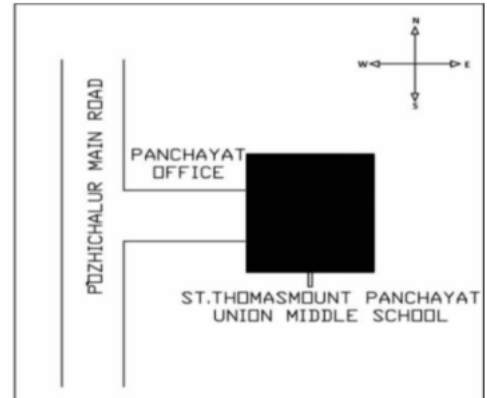 N
W E
S
POZHICHALUR MAIN ROAD
PANCHAYAT
OFFICE
ST.THOMASMOUNT PANCHAYAT
UNION MIDDLE SCHOOL